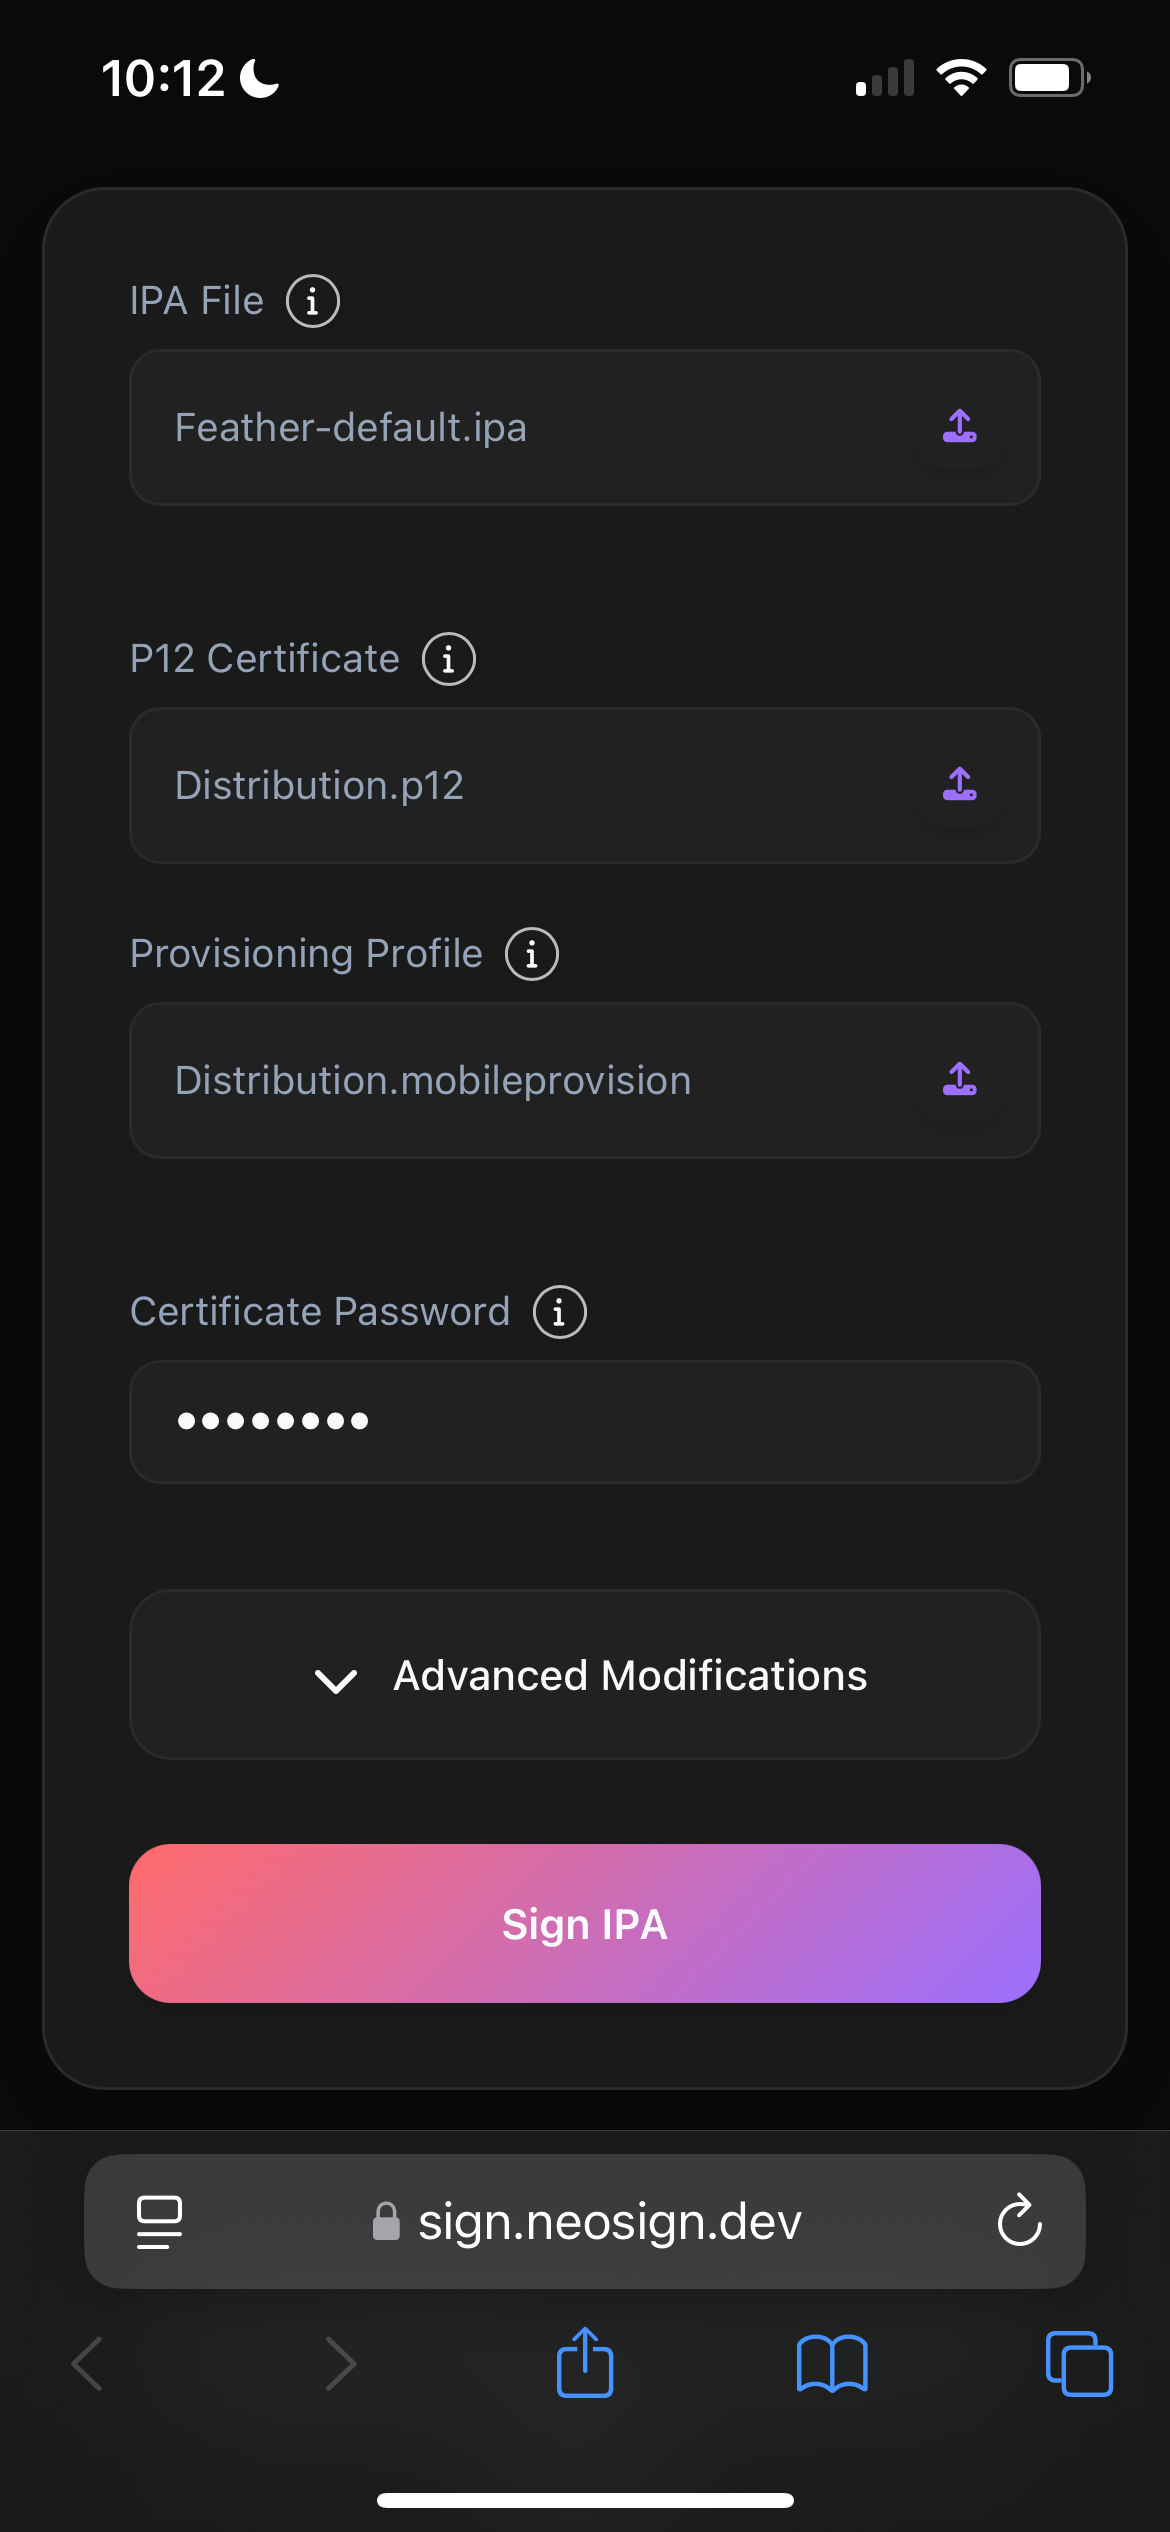 10:12
IPA File
Feather-default.ipa
P12 Certificate
Distribution.p12
Provisioning Profile
Distribution.mobileprovision
Certificate Password
••••••••
Advanced Modifications
Sign IPA
sign.neosign.dev